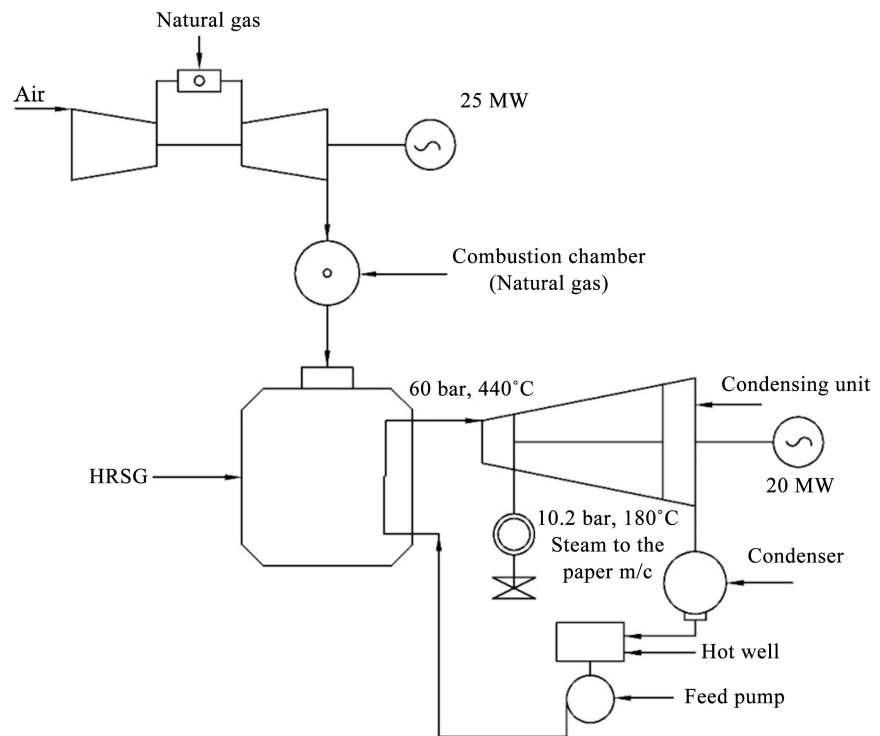 Natural gas
Air
25 MW
Combustion chamber
(Natural gas)
60 bar, 440˚C
Condensing unit
HRSG
20 MW
10.2 bar, 180˚C
Steam to the
paper m/c
Condenser
Hot well
Feed pump